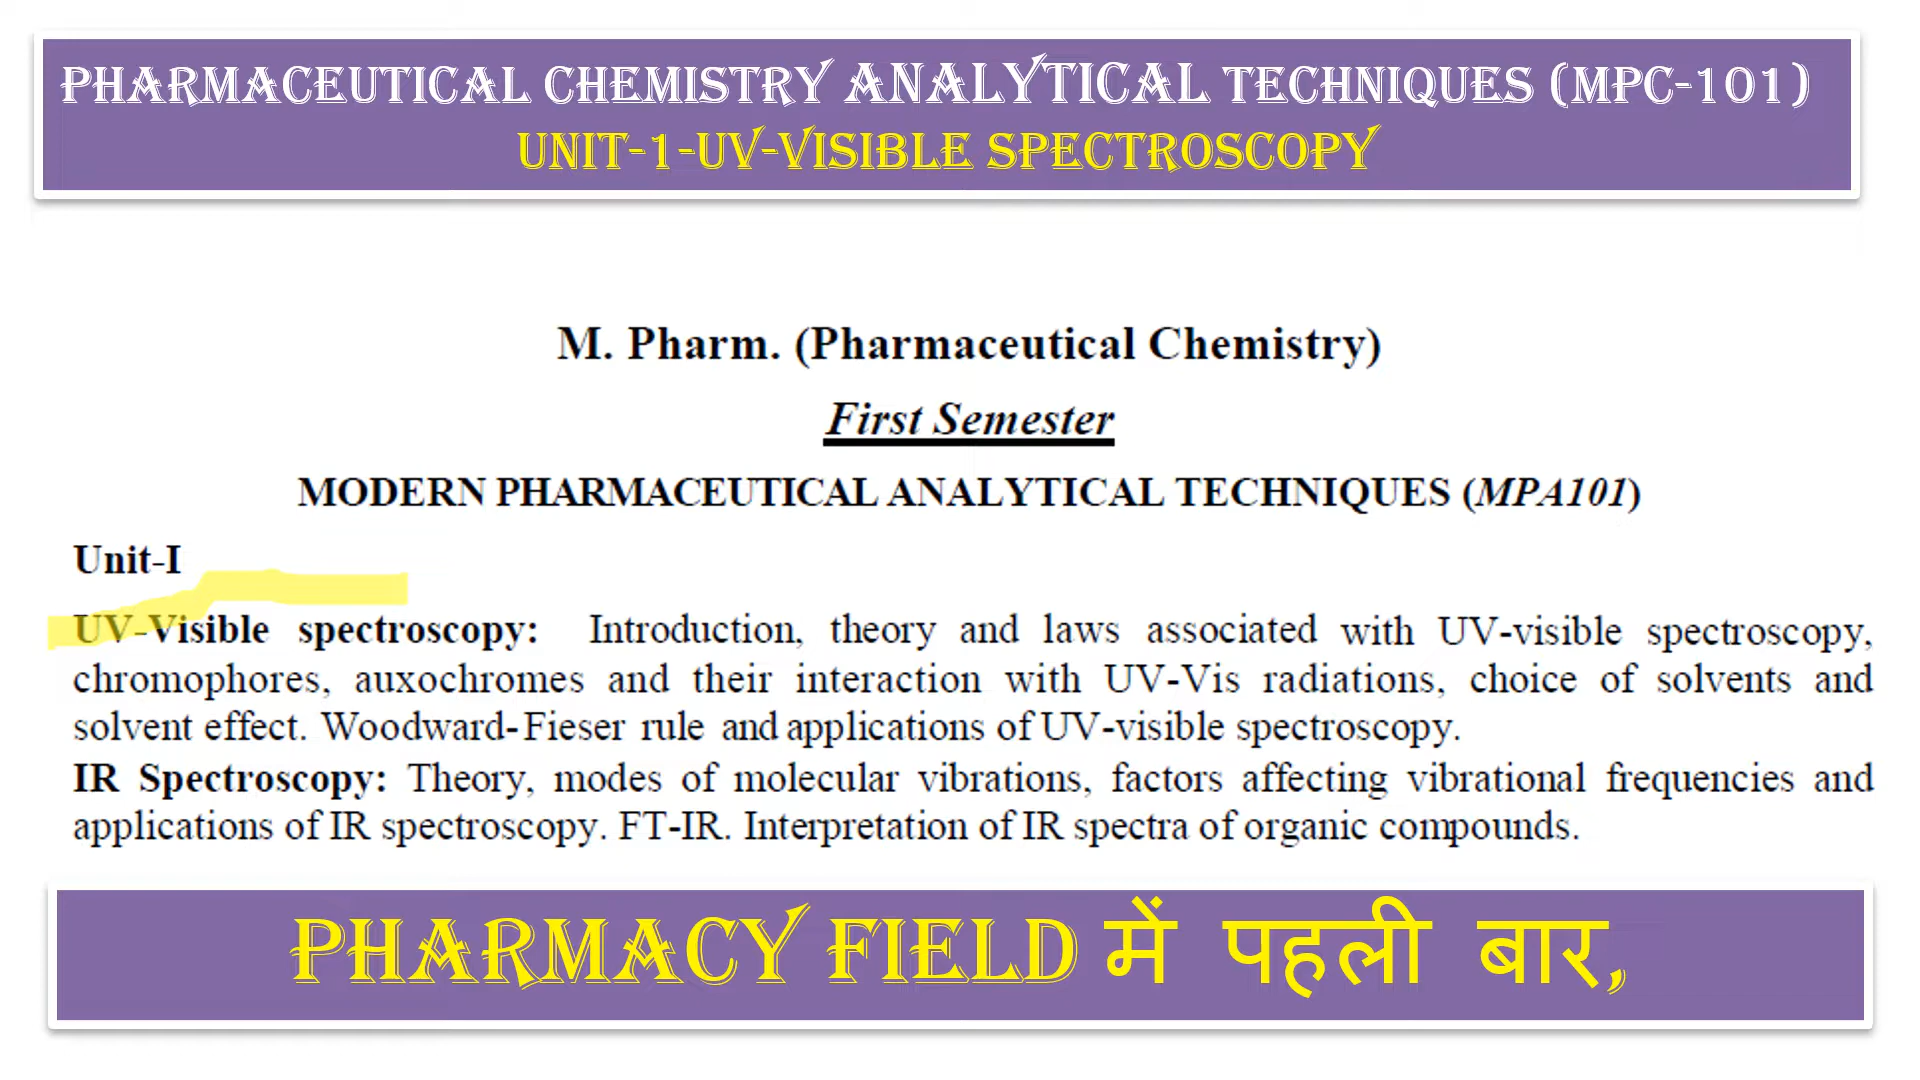 PHARMACEUTICAL CHEMISTRY ANALYTICAL TECHNIQUES (MPC-101)
UNIT-1-UV-VISIBLE SPECTROSCOPY
M. Pharm. (Pharmaceutical Chemistry)
First Semester
MODERN PHARMACEUTICAL ANALYTICAL TECHNIQUES (MPA101)
Unit-I
UV-Visible spectroscopy: Introduction, theory and laws associated with UV-visible spectroscopy,
chromophores, auxochromes and their interaction with UV-Vis radiations, choice of solvents and
solvent effect. Woodward-Fieser rule and applications of UV-visible spectroscopy.
IR Spectroscopy: Theory, modes of molecular vibrations, factors affecting vibrational frequencies and
applications of IR spectroscopy. FT-IR. Interpretation of IR spectra of organic compounds.
PHARMACY FIELD में पहली बार,